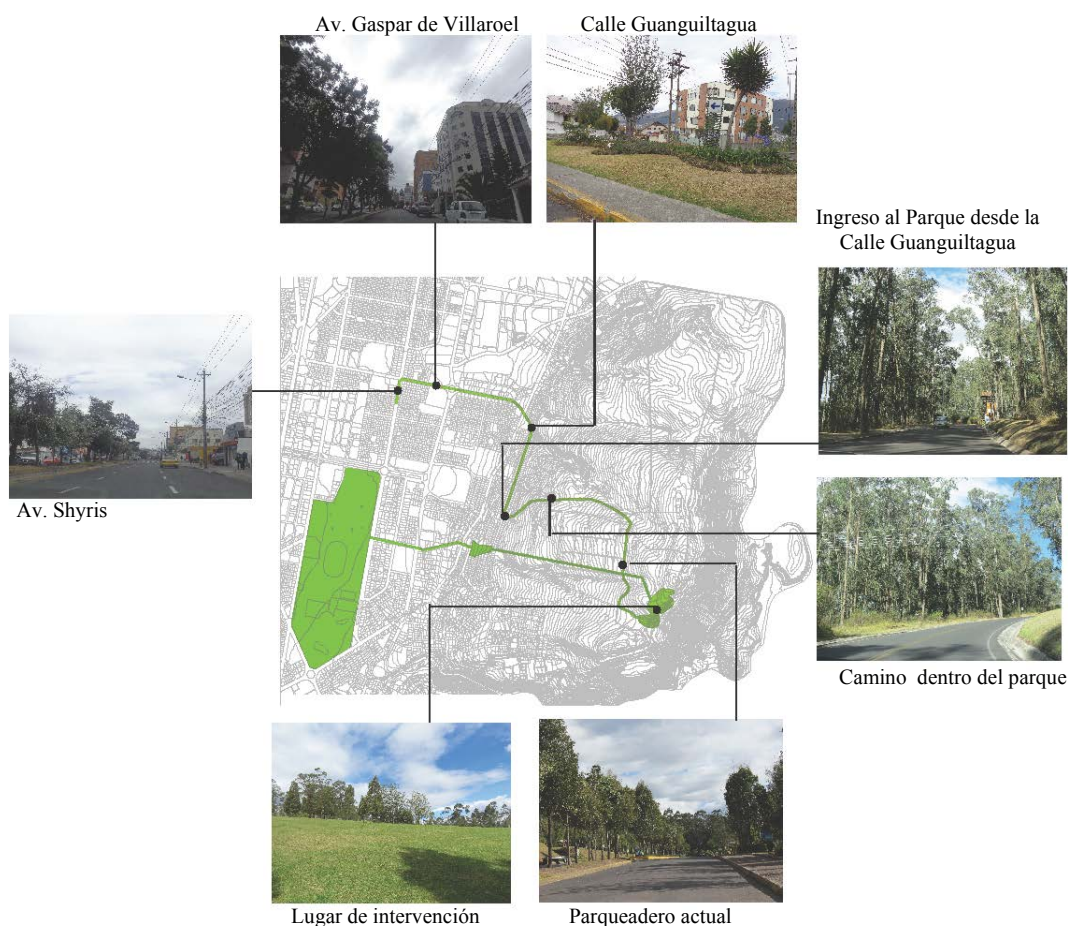 Av. Gaspar de Villaroel
Calle Guanguiltagua
Ingreso al Parque desde la
Calle Guanguiltagua
Av. Shyris
Camino dentro del parque
Lugar de intervención
Parqueadero actual